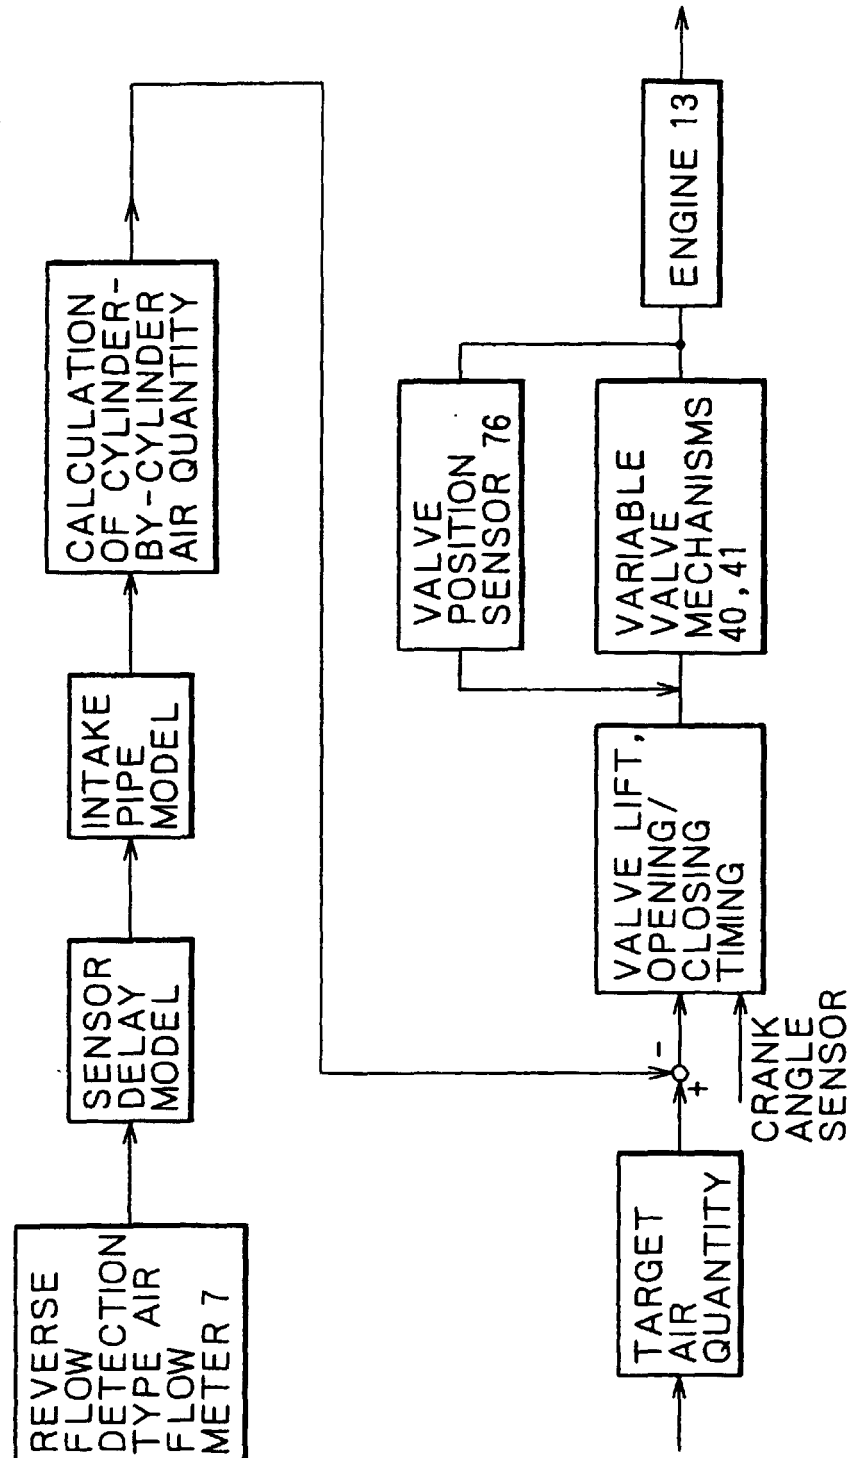 REVERSE
FLOW
DETECTION
TYPE AIR
FLOW
METER 7
SENSOR
DELAY
MODEL
INTAKE
PIPE
MODEL
CALCULATION
OF CYLINDER-
BY-CYLINDER
AIR QUANTITY
TARGET
AIR
QUANTITY
+
-
CRANK
ANGLE
SENSOR
VALVE LIFT,
OPENING/
CLOSING
TIMING
VALVE
POSITION
SENSOR 76
VARIABLE
VALVE
MECHANISMS
40, 41
ENGINE 13